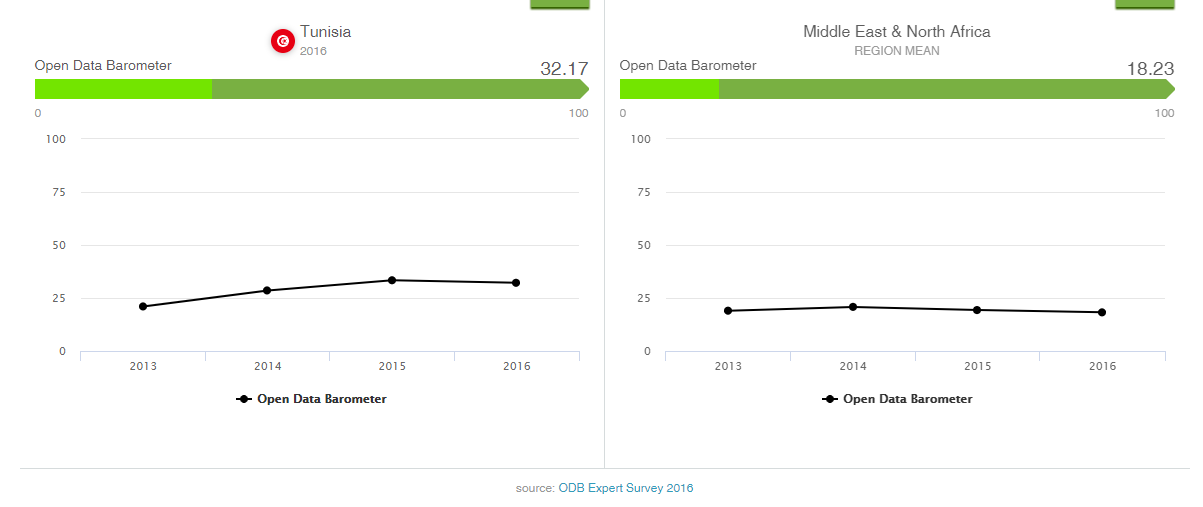 Tunisia
2016
Open Data Barometer
32.17
0
100
100
75
50
25
0
2013 2014 2015 2016
Open Data Barometer
Middle East & North Africa
REGION MEAN
Open Data Barometer
18.23
0
100
100
75
50
25
0
2013 2014 2015 2016
Open Data Barometer
source: ODB Expert Survey 2016